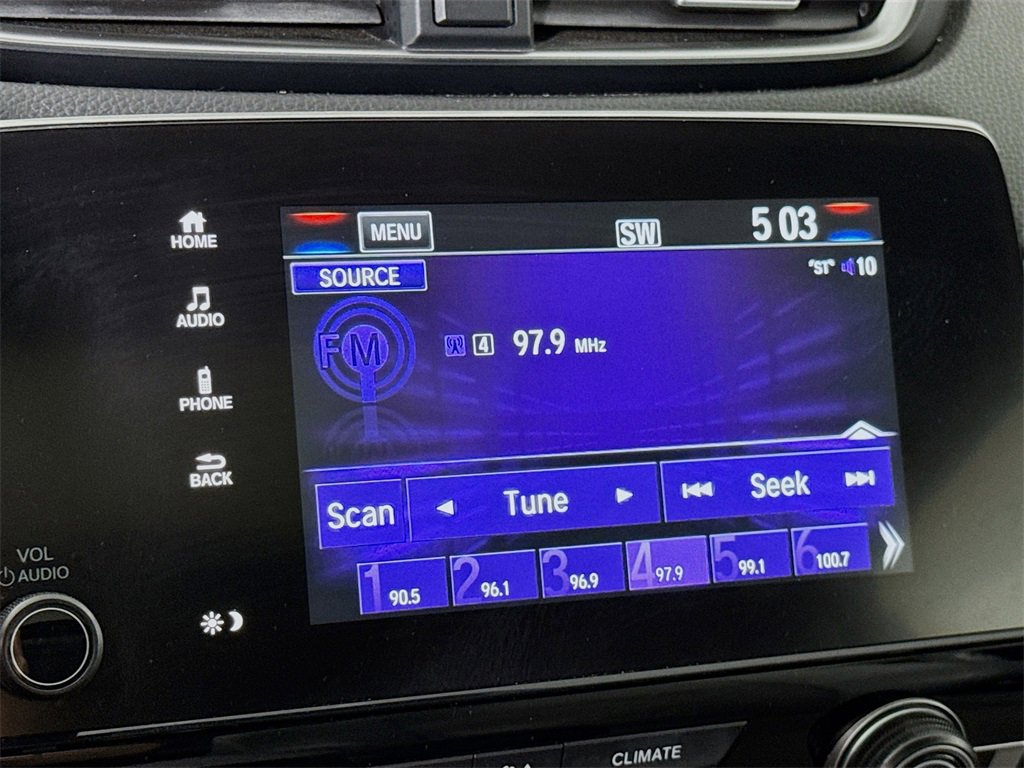 HOME
AUDIO
PHONE
BACK
VOL
AUDIO
MENU
SW
5 03
SOURCE
"ST" 10
FM
4 97.9 MHz
Scan Tune Seek
1 90.5 2 96.1 3 96.9 4 97.9 5 99.1 6 100.7
CLIMATE